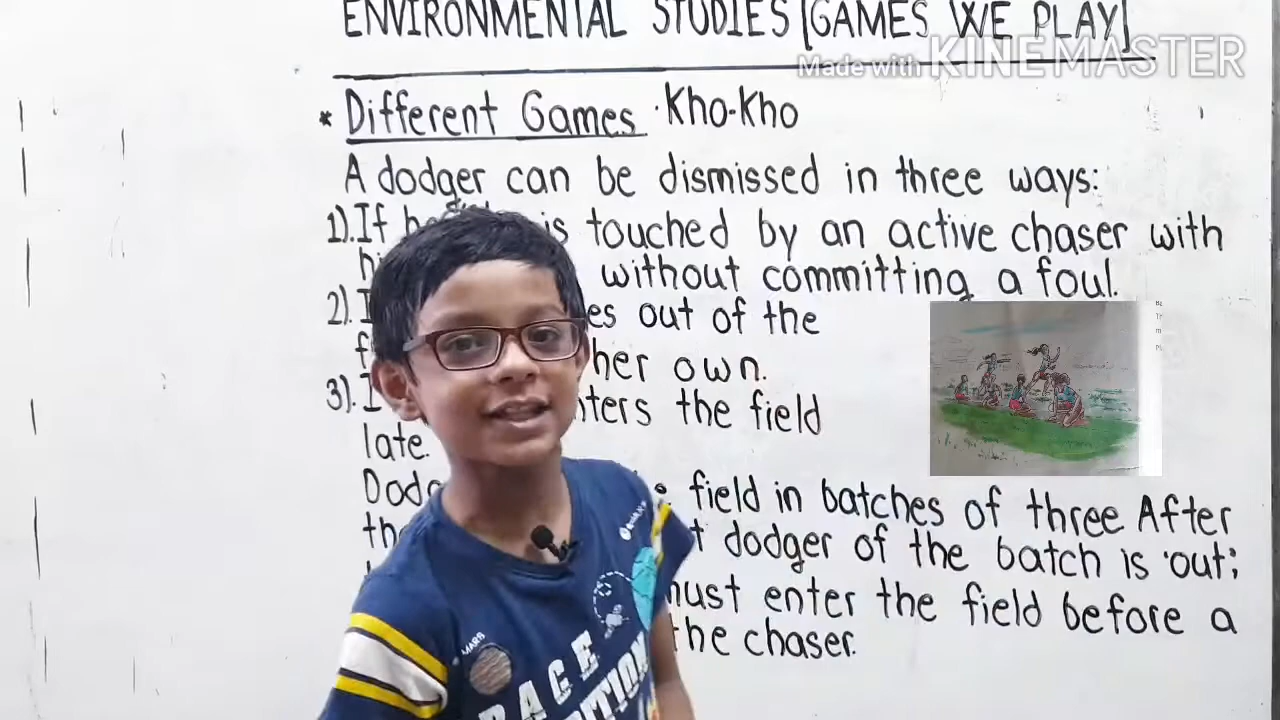 ENVIRONMENTAL STUDIES [GAMES WE PLAY]
Made with KINEMASTER
* Different Games · Kho-Kho
A dodger can be dismissed in three ways:
1). If is touched by an active chaser with
without committing a foul.
2). out of the
her own.
3). the field
late.
field in batches of three After
dodger of the batch is 'out;
must enter the field before a
the chaser.
MARS
RACE